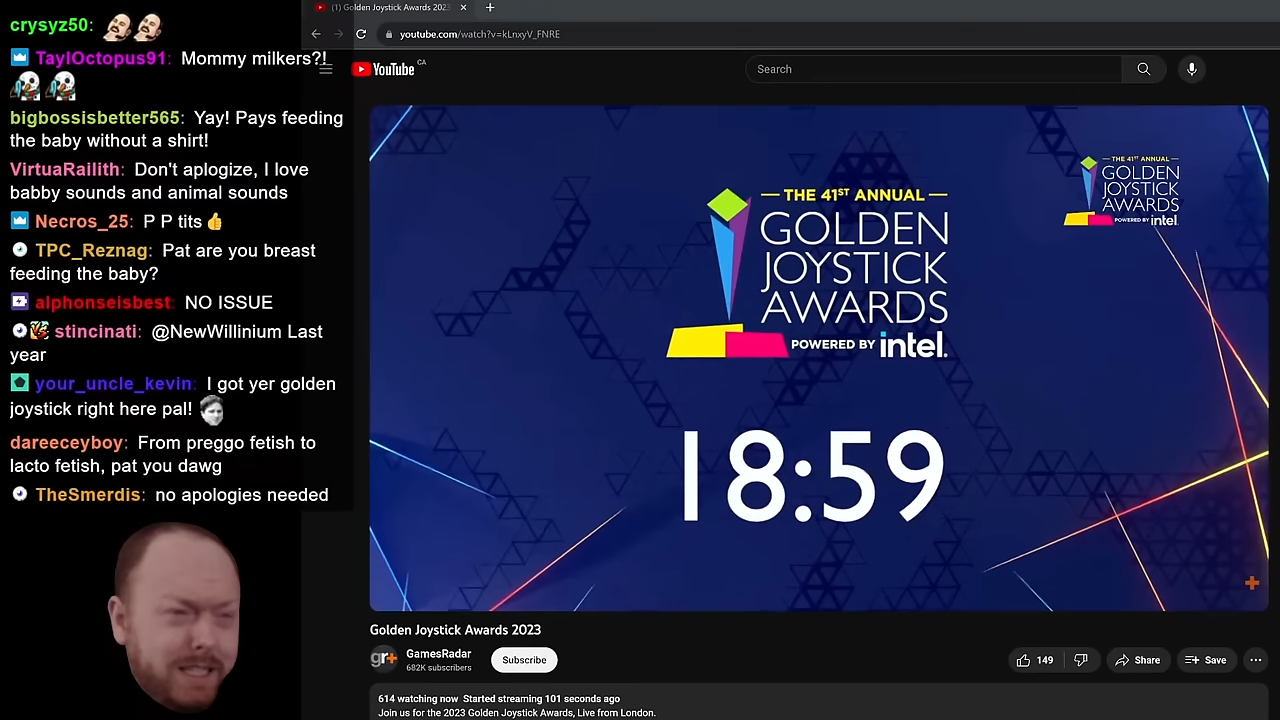 crysyz50:
TaylOctopus91: Mommy milkers?!
bigbossisbetter565: Yay! Pays feeding
the baby without a shirt!
VirtuaRailith: Don't aplogize, I love
babby sounds and animal sounds
Necros_25: P P tits
TPC_Reznag: Pat are you breast
feeding the baby?
alphonseisbest: NO ISSUE
stincinati: @NewWillinium Last
year
your_uncle_kevin: I got yer golden
joystick right here pal!
dareeceyboy: From preggo fetish to
lacto fetish, pat you dawg
TheSmerdis: no apologies needed
(1) Golden Joystick Awards 2023
youtube.com/watch?v=kLnxyV_FNRE
YouTube CA
Search
THE 41ST ANNUAL
GOLDEN
JOYSTICK
AWARDS
POWERED BY intel.
18:59
THE 41ST ANNUAL
GOLDEN
JOYSTICK
AWARDS
POWERED BY intel.
Golden Joystick Awards 2023
gr+
GamesRadar
682K subscribers
Subscribe
149
Share
Save
614 watching now Started streaming 101 seconds ago
Join us for the 2023 Golden Joystick Awards, Live from London.